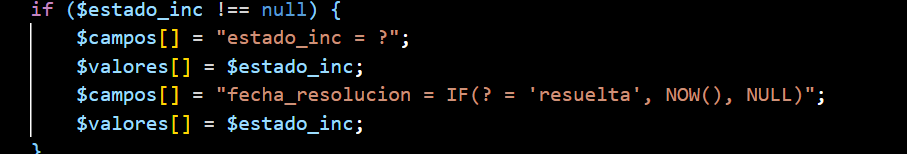 if ($estado_inc !== null) {
$campos[] = "estado_inc = ?";
$valores[] = $estado_inc;
$campos[] = "fecha_resolucion = IF(? = 'resuelta', NOW(), NULL)";
$valores[] = $estado_inc;
}